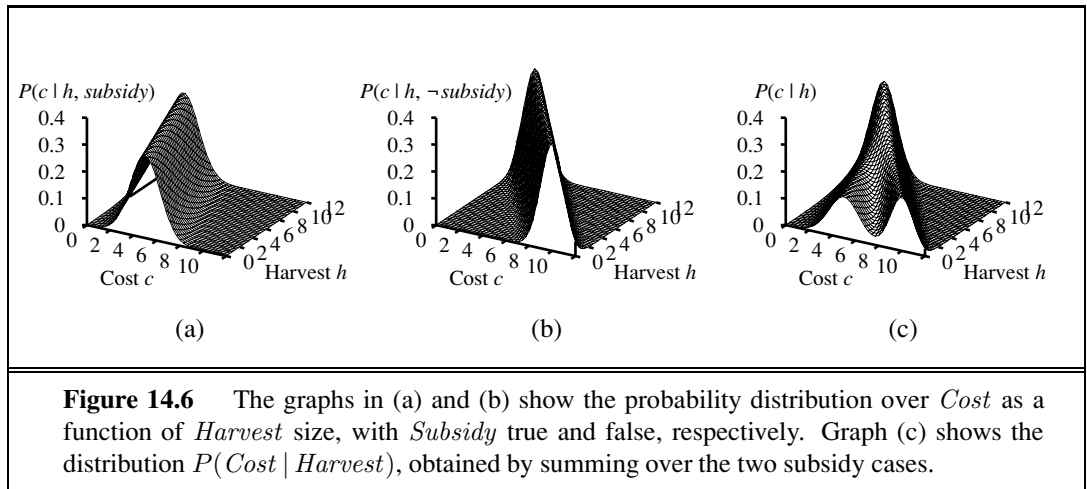 P(c | h, subsidy)
0.4
0.3
0.2
0.1
0
0 2 4 6 8 10
Cost c
0 2 4 6 8 10 12
Harvest h
(a)
P(c | h, ¬ subsidy)
0.4
0.3
0.2
0.1
0
0 2 4 6 8 10
Cost c
0 2 4 6 8 10 12
Harvest h
(b)
P(c | h)
0.4
0.3
0.2
0.1
0
0 2 4 6 8 10
Cost c
0 2 4 6 8 10 12
Harvest h
(c)
Figure 14.6 The graphs in (a) and (b) show the probability distribution over Cost as a
function of Harvest size, with Subsidy true and false, respectively. Graph (c) shows the
distribution P(Cost | Harvest), obtained by summing over the two subsidy cases.